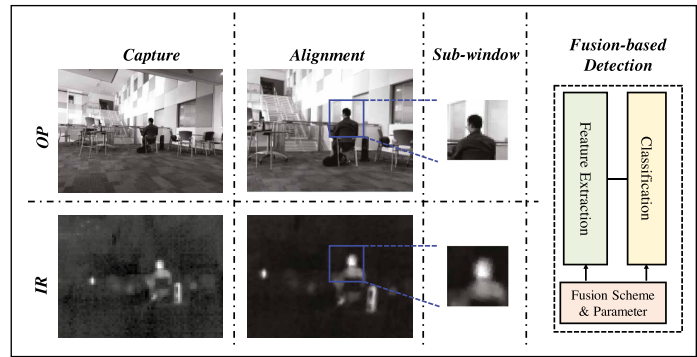 Capture
Alignment
Sub-window
Fusion-based
Detection
OP
IR
Feature Extraction
Classification
Fusion Scheme
& Parameter